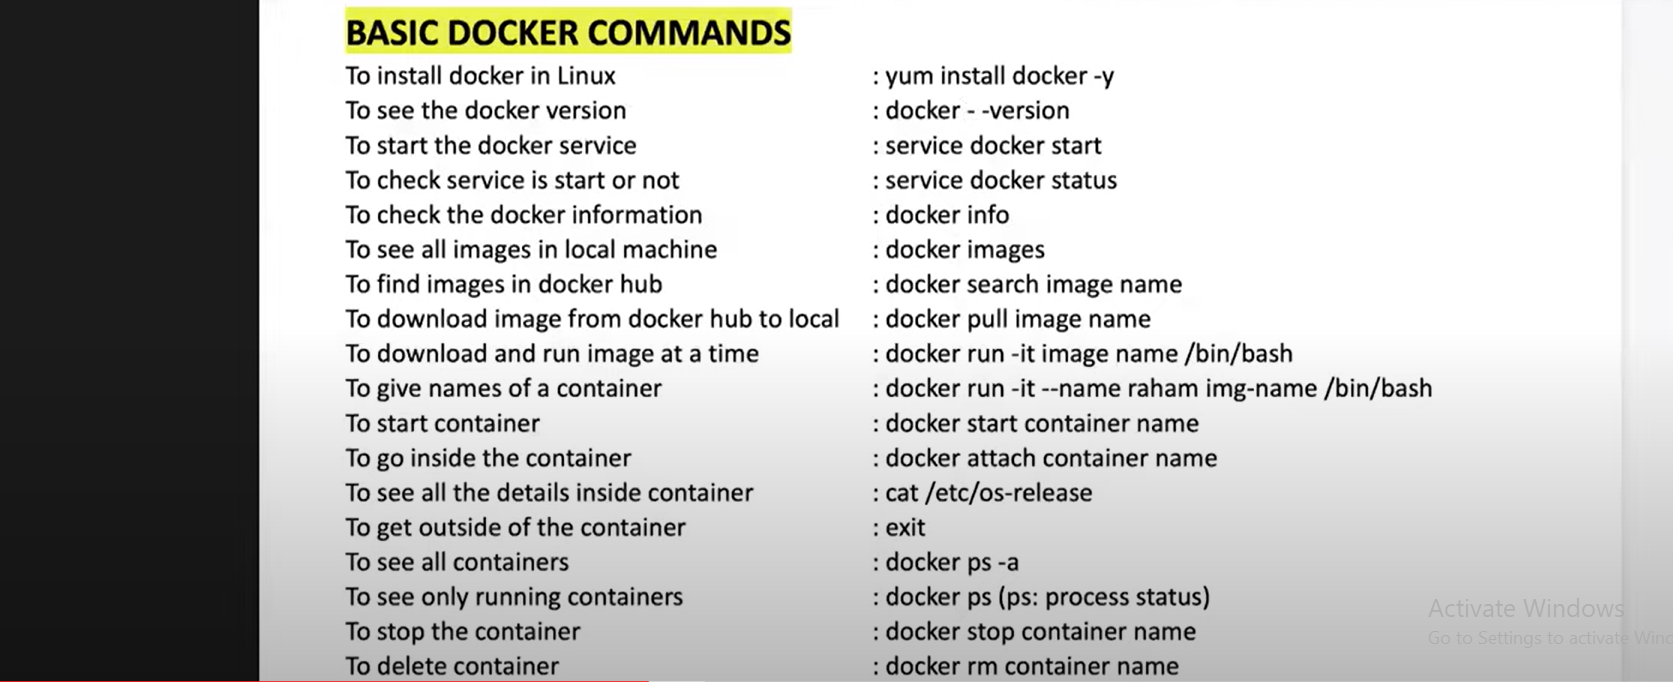 BASIC DOCKER COMMANDS
To install docker in Linux : yum install docker -y
To see the docker version : docker - -version
To start the docker service : service docker start
To check service is start or not : service docker status
To check the docker information : docker info
To see all images in local machine : docker images
To find images in docker hub : docker search image name
To download image from docker hub to local : docker pull image name
To download and run image at a time : docker run -it image name /bin/bash
To give names of a container : docker run -it --name raham img-name /bin/bash
To start container : docker start container name
To go inside the container : docker attach container name
To see all the details inside container : cat /etc/os-release
To get outside of the container : exit
To see all containers : docker ps -a
To see only running containers : docker ps (ps: process status)
To stop the container : docker stop container name
To delete container : docker rm container name
Activate Windows
Go to Settings to activate